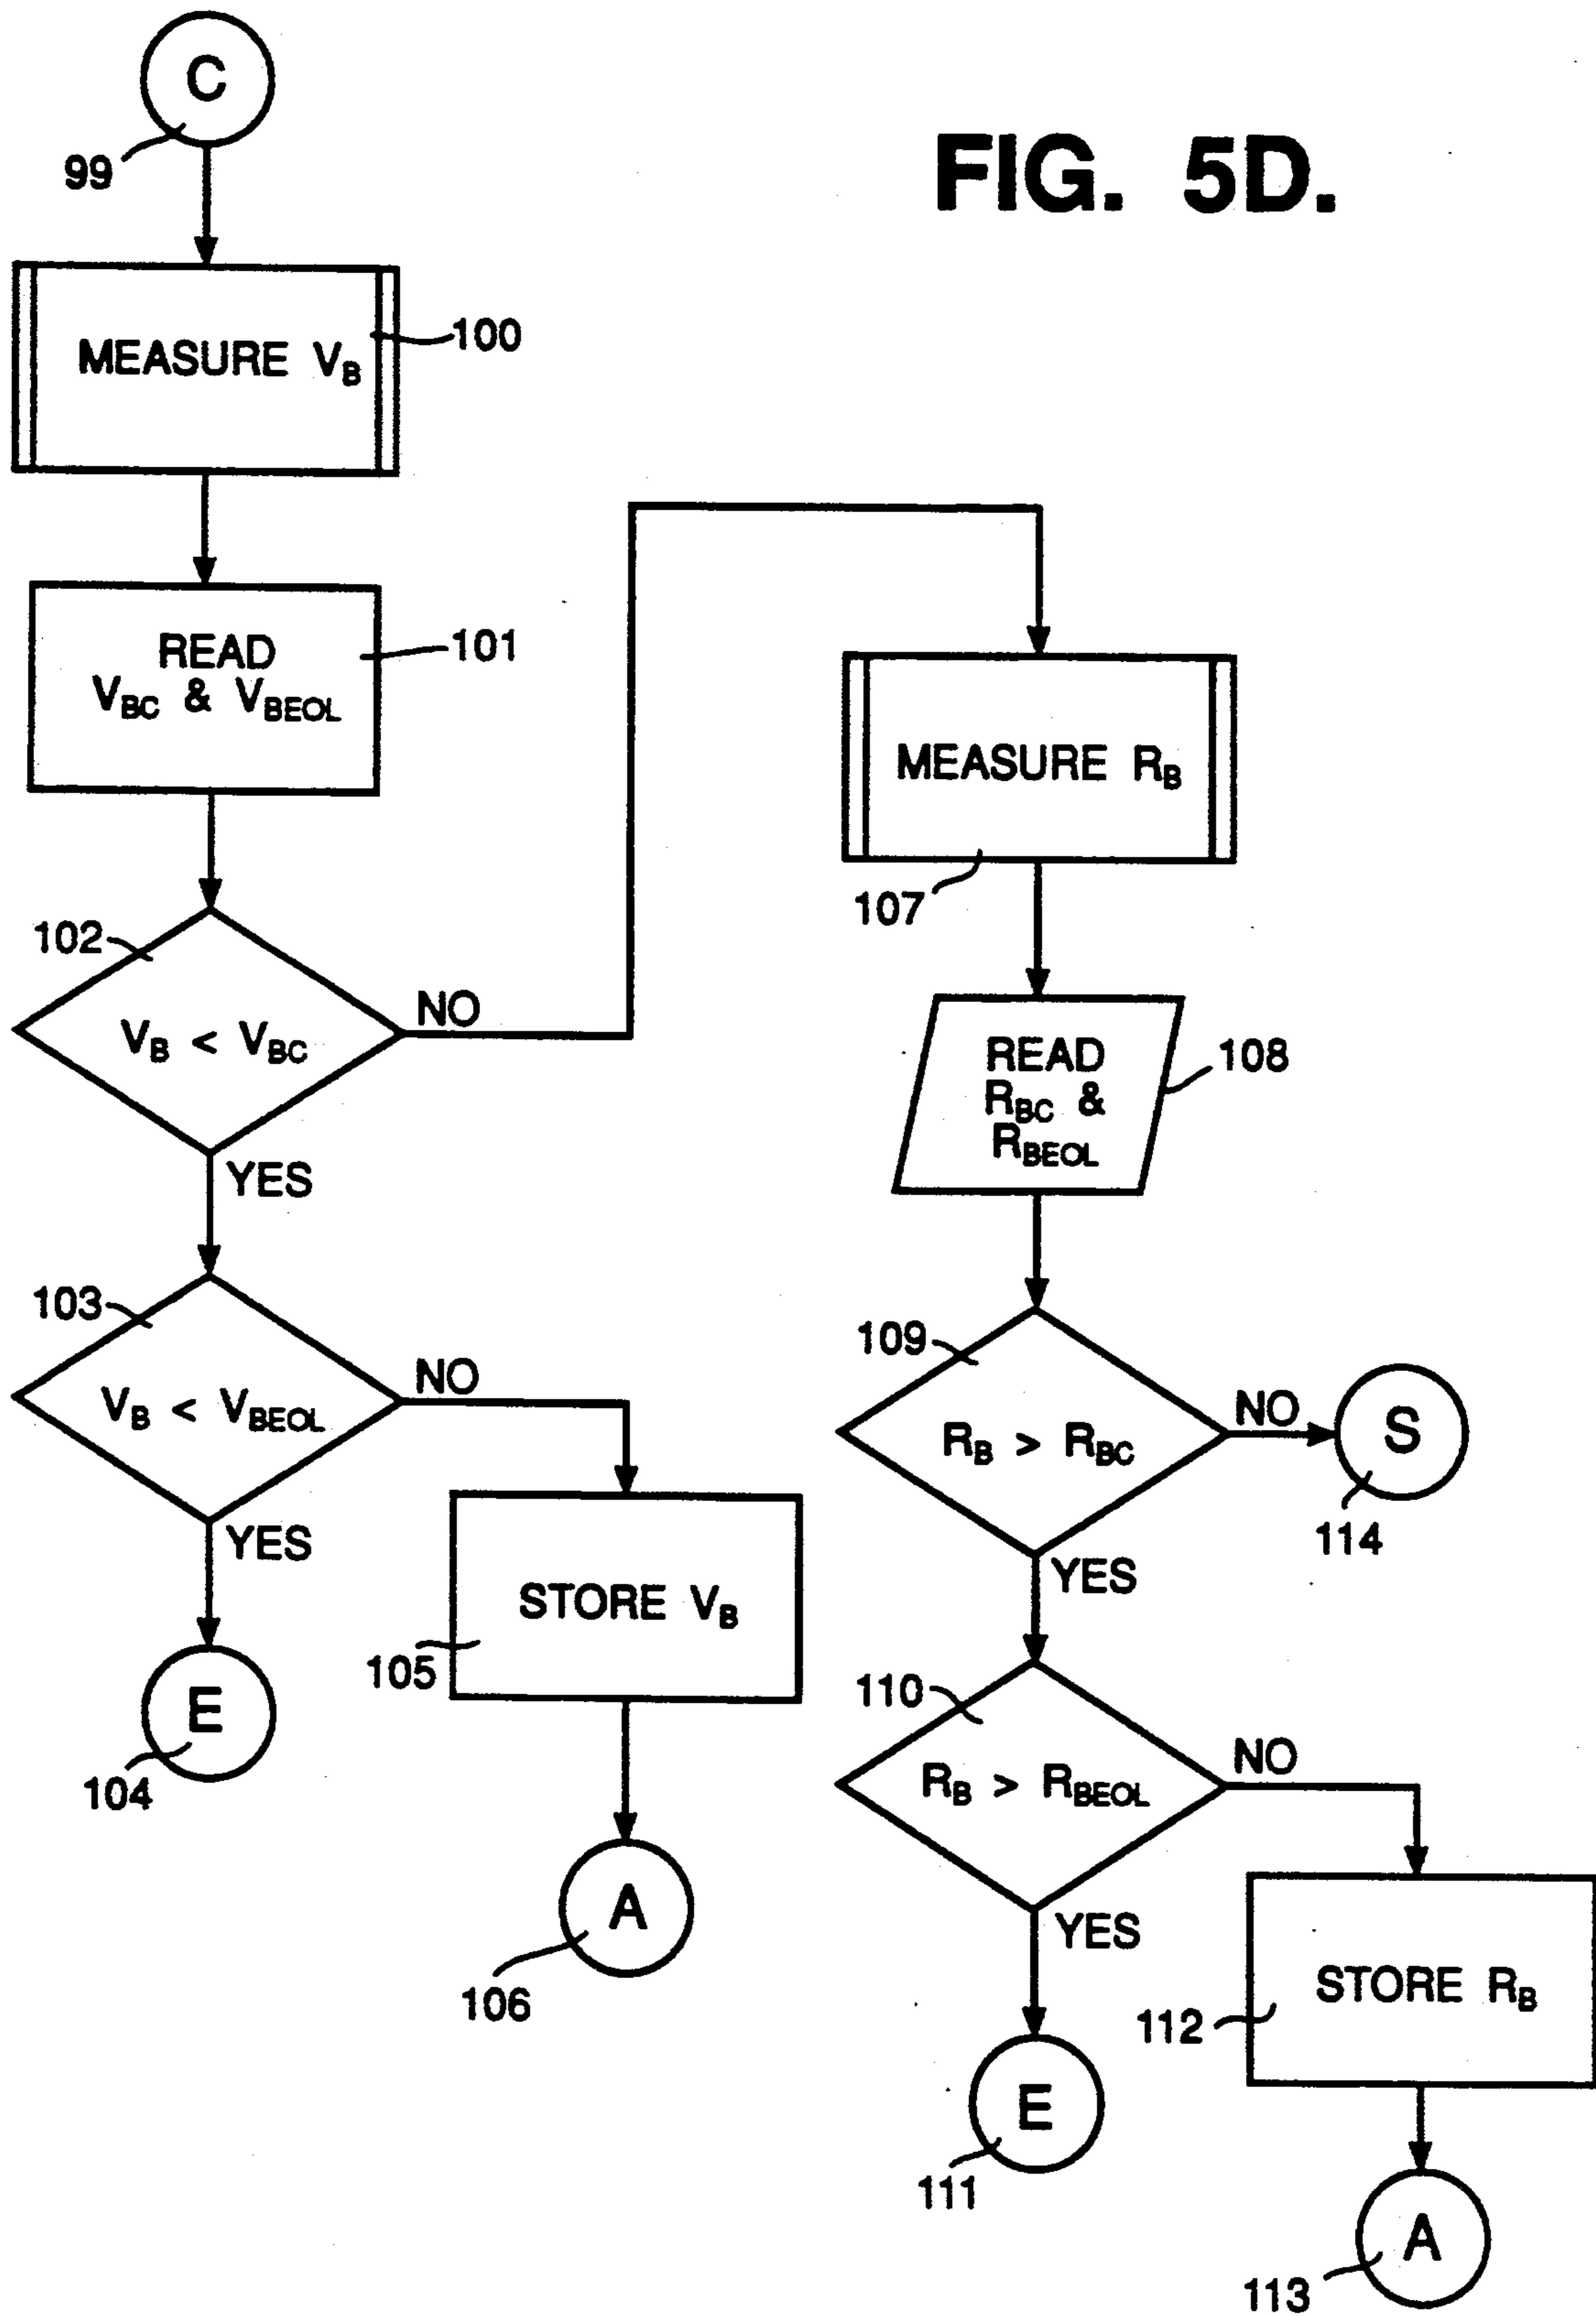 C
99
FIG. 5D.
MEASURE V_B
100
READ
V_BC & V_BEOL
101
102
V_B < V_BC
NO
YES
103
V_B < V_BEOL
NO
YES
E
104
STORE V_B
105
A
106
MEASURE R_B
107
READ
R_BC &
R_BEOL
108
109
R_B > R_BC
NO
S
114
YES
110
R_B > R_BEOL
NO
YES
E
111
STORE R_B
112
A
113